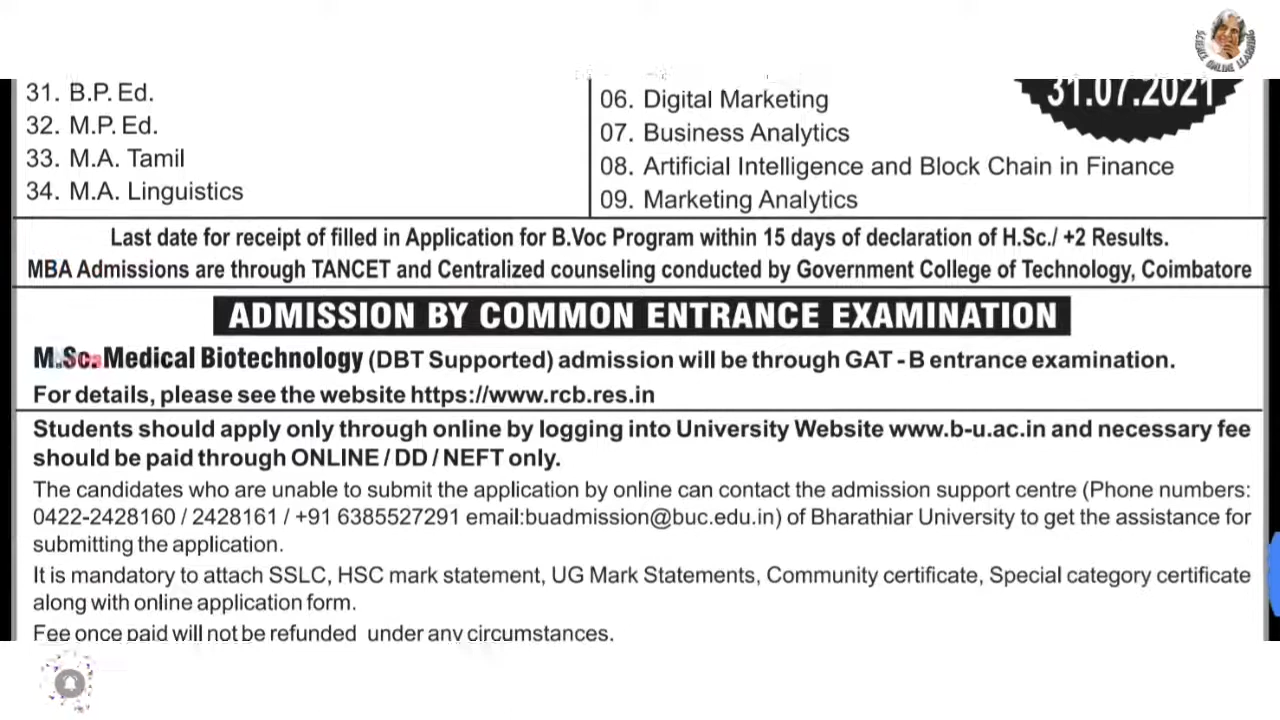 SCIENCE ONLINE LEARNING
31. B.P. Ed.
32. M.P. Ed.
33. M.A. Tamil
34. M.A. Linguistics
06. Digital Marketing
07. Business Analytics
08. Artificial Intelligence and Block Chain in Finance
09. Marketing Analytics
31.07.2021
Last date for receipt of filled in Application for B.Voc Program within 15 days of declaration of H.Sc./ +2 Results.
MBA Admissions are through TANCET and Centralized counseling conducted by Government College of Technology, Coimbatore
ADMISSION BY COMMON ENTRANCE EXAMINATION
M.Sc. Medical Biotechnology (DBT Supported) admission will be through GAT - B entrance examination.
For details, please see the website https://www.rcb.res.in
Students should apply only through online by logging into University Website www.b-u.ac.in and necessary fee
should be paid through ONLINE / DD / NEFT only.
The candidates who are unable to submit the application by online can contact the admission support centre (Phone numbers:
0422-2428160 / 2428161 / +91 6385527291 email:buadmission@buc.edu.in) of Bharathiar University to get the assistance for
submitting the application.
It is mandatory to attach SSLC, HSC mark statement, UG Mark Statements, Community certificate, Special category certificate
along with online application form.
Fee once paid will not be refunded under any circumstances.